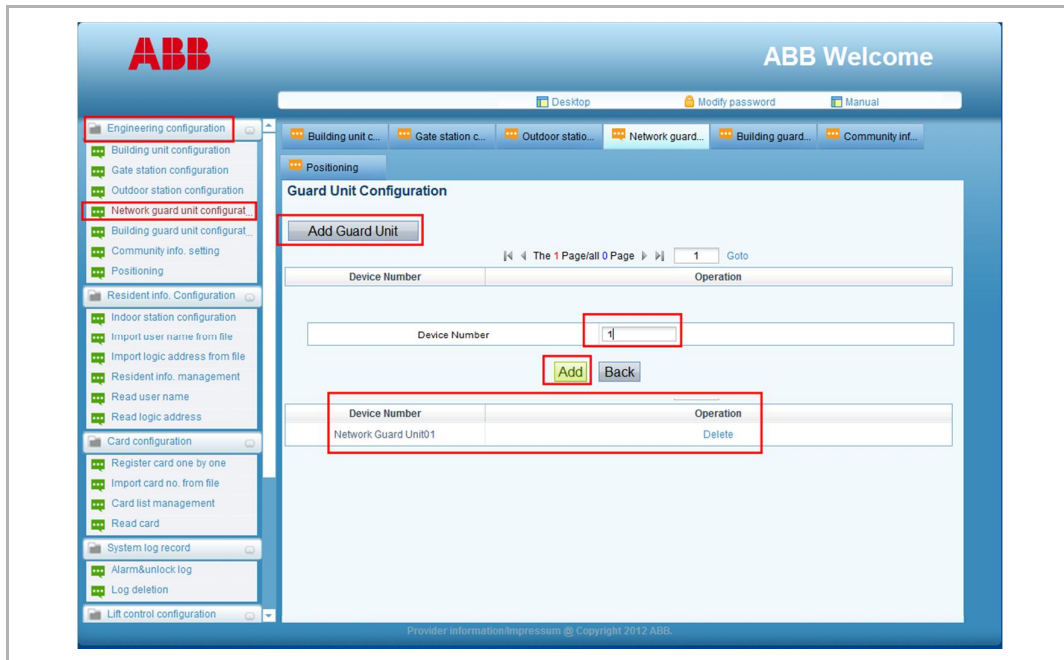 ABB
ABB Welcome
Desktop
Modify password
Manual
Engineering configuration
Building unit configuration
Gate station configuration
Outdoor station configuration
Network guard unit configurat...
Building guard unit configurat...
Community info. setting
Positioning
Resident info. Configuration
Indoor station configuration
Import user name from file
Import logic address from file
Resident info. management
Read user name
Read logic address
Card configuration
Register card one by one
Import card no. from file
Card list management
Read card
System log record
Alarm&unlock log
Log deletion
Lift control configuration
Building unit c...
Gate station c...
Outdoor statio...
Network guard...
Building guard...
Community inf...
Positioning
Guard Unit Configuration
Add Guard Unit
The 1 Page/all 0 Page 1 Goto
Device Number Operation
Device Number 1
Add Back
Device Number Operation
Network Guard Unit01 Delete
Provider information/Impressum @ Copyright 2012 ABB.